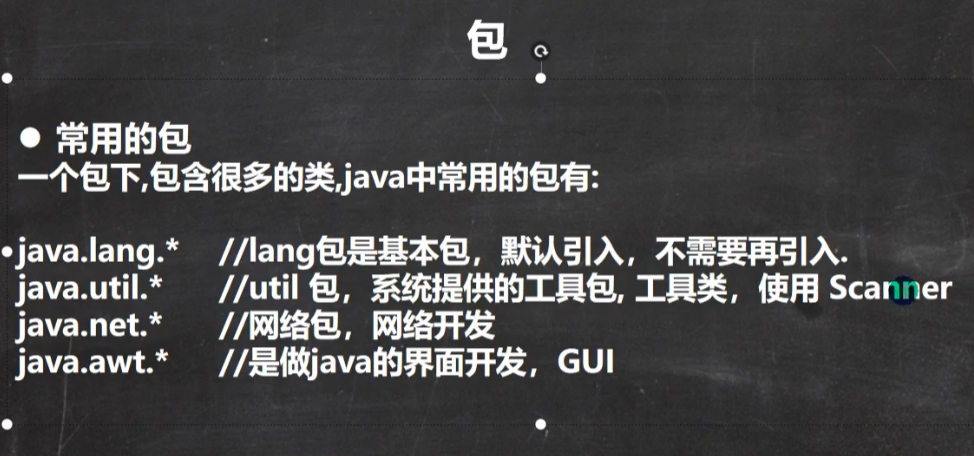 包
● 常用的包
一个包下,包含很多的类,java中常用的包有:
java.lang.* //lang包是基本包，默认引入，不需要再引入.
java.util.* //util 包，系统提供的工具包, 工具类，使用 Scanner
java.net.* //网络包，网络开发
java.awt.* //是做java的界面开发，GUI